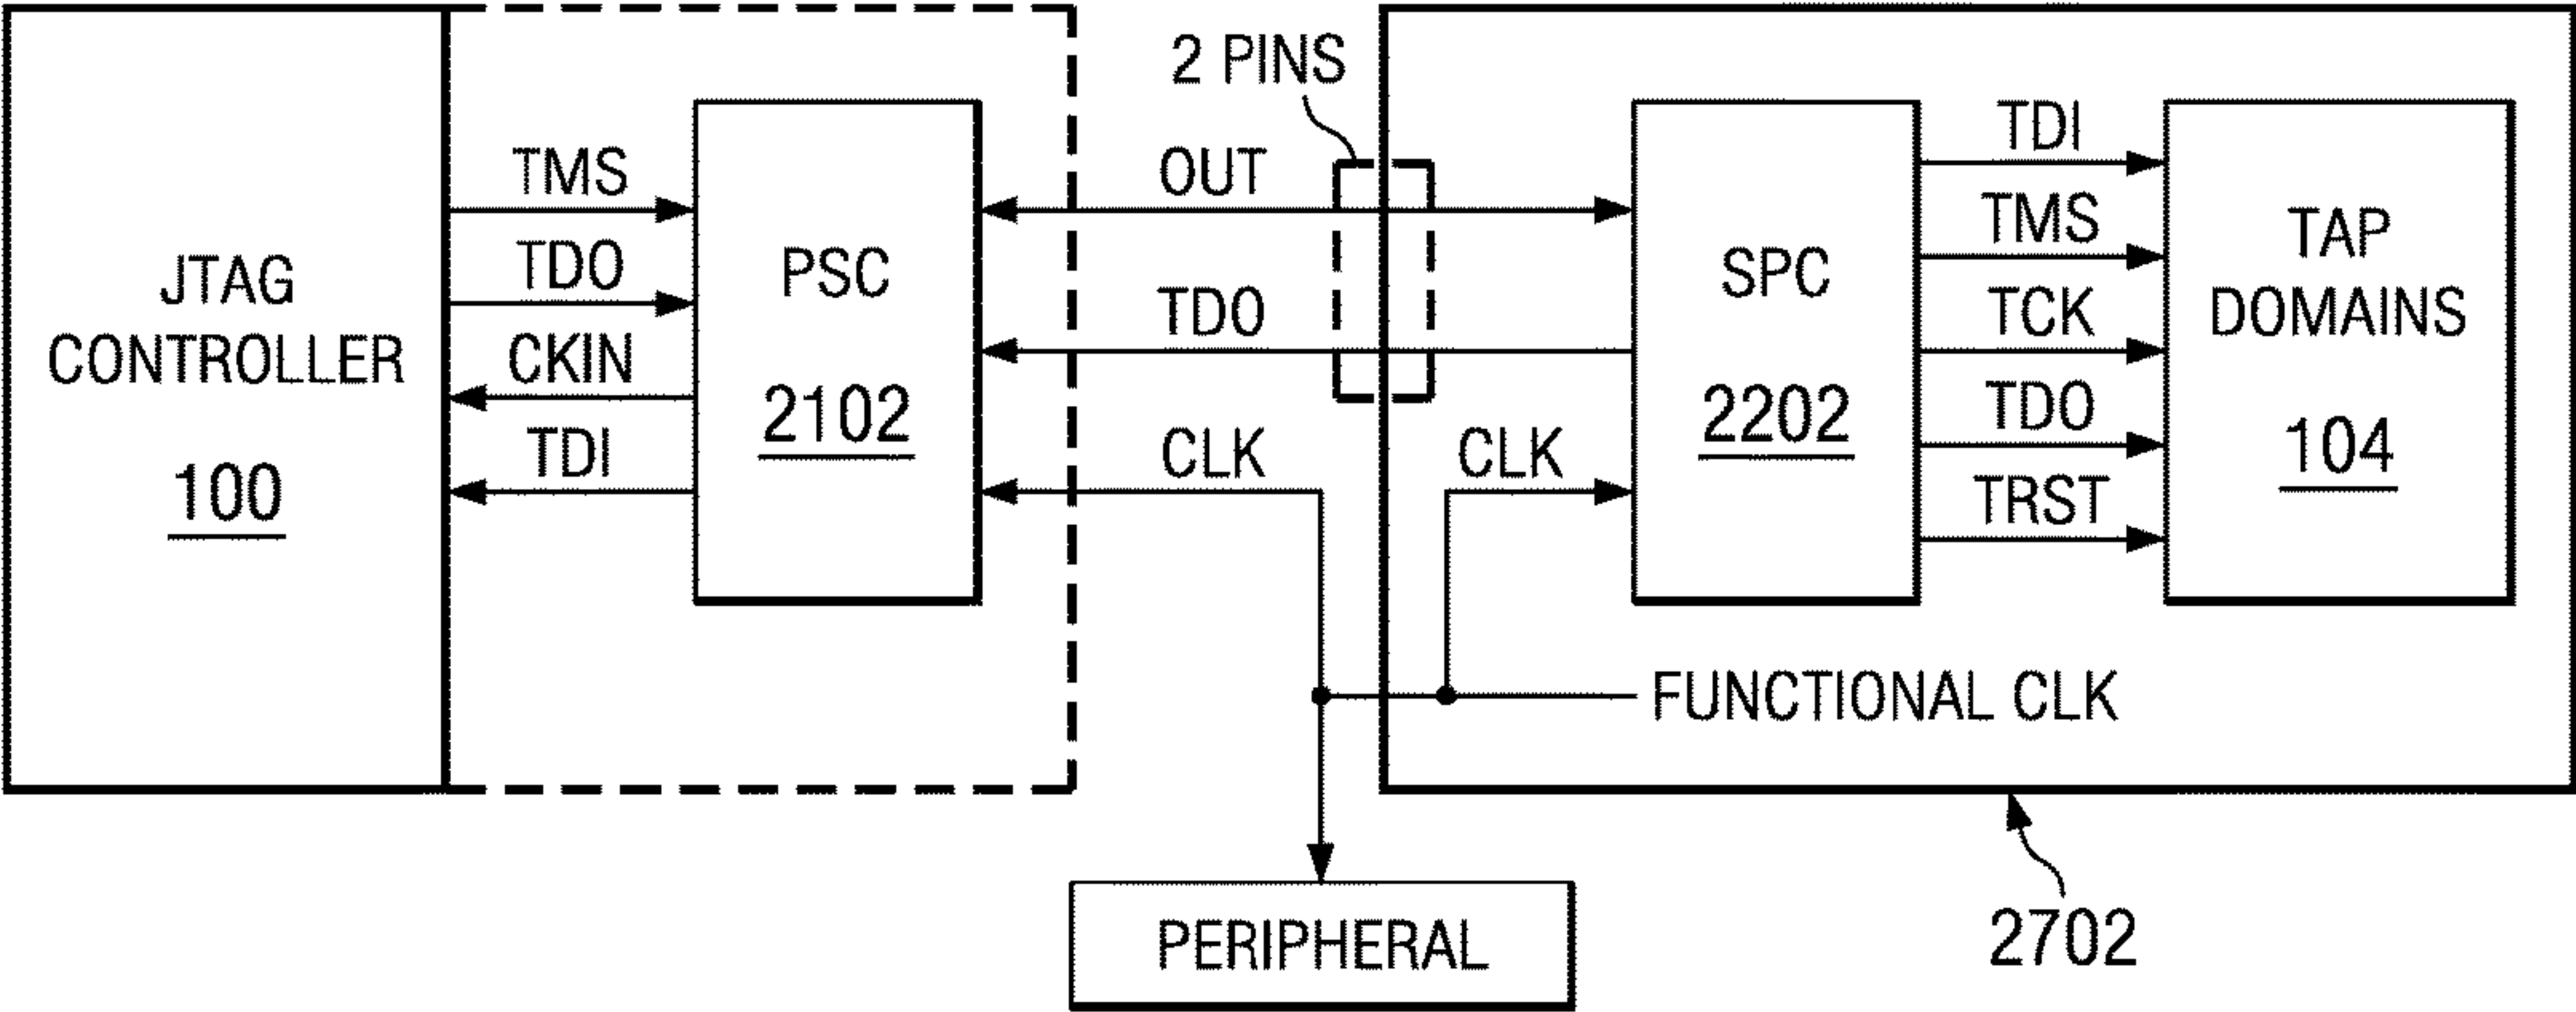 2 PINS
JTAG
CONTROLLER
100
TMS
TDO
CKIN
TDI
PSC
2102
OUT
TDO
CLK
CLK
SPC
2202
TDI
TMS
TCK
TDO
TRST
TAP
DOMAINS
104
FUNCTIONAL CLK
PERIPHERAL
2702